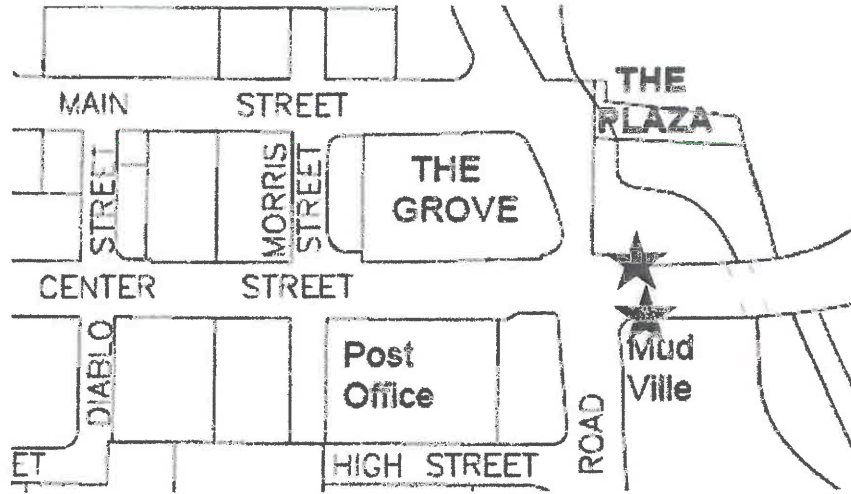 THE
PLAZA
MAIN STREET
STREET
MORRIS
STREET
THE
GROVE
CENTER STREET
DIABLO
Post
Office
Mud
Ville
ROAD
ET
HIGH STREET